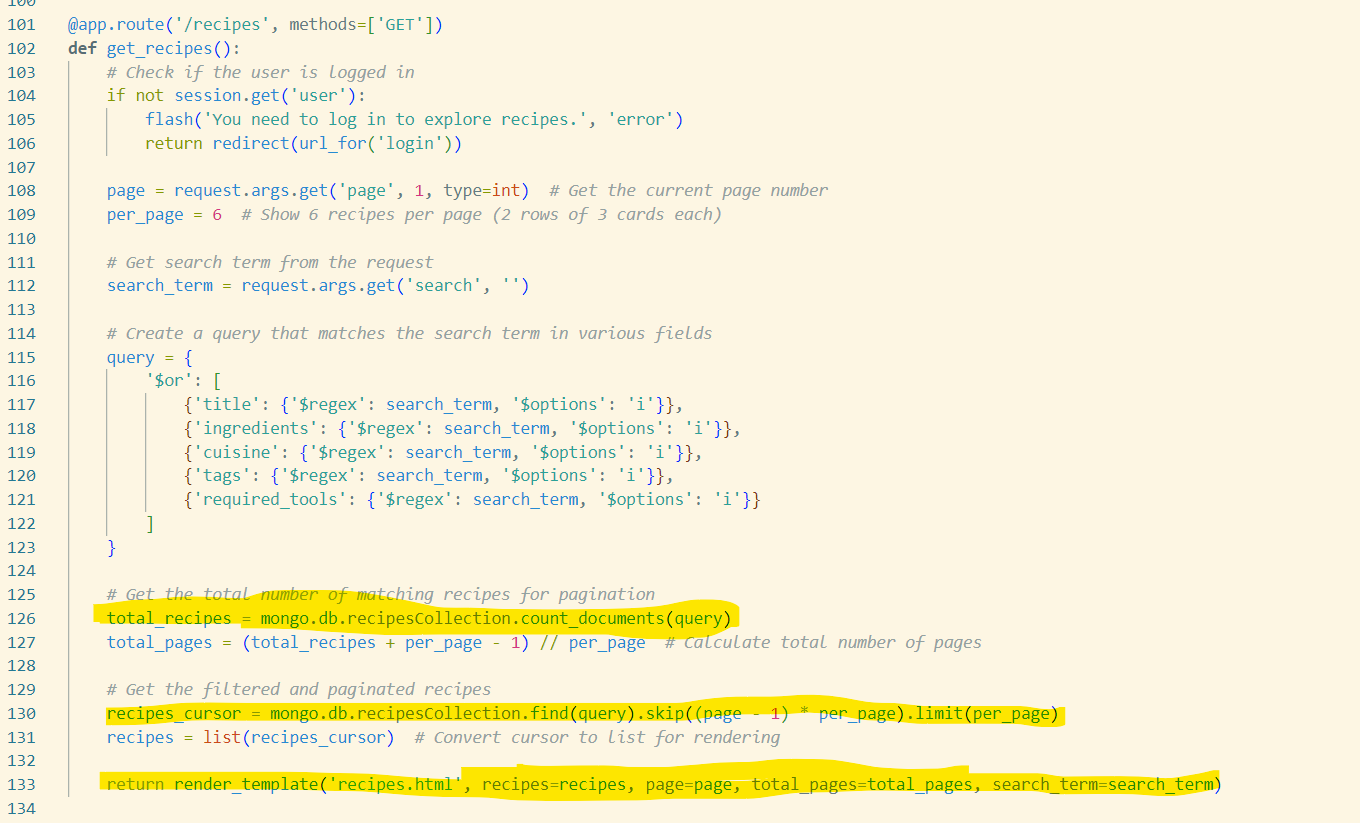 100
101 @app.route('/recipes', methods=['GET'])
102 def get_recipes():
103     # Check if the user is logged in
104     if not session.get('user'):
105         flash('You need to log in to explore recipes.', 'error')
106         return redirect(url_for('login'))
107
108     page = request.args.get('page', 1, type=int)  # Get the current page number
109     per_page = 6  # Show 6 recipes per page (2 rows of 3 cards each)
110
111     # Get search term from the request
112     search_term = request.args.get('search', '')
113
114     # Create a query that matches the search term in various fields
115     query = {
116         '$or': [
117             {'title': {'$regex': search_term, '$options': 'i'}},
118             {'ingredients': {'$regex': search_term, '$options': 'i'}},
119             {'cuisine': {'$regex': search_term, '$options': 'i'}},
120             {'tags': {'$regex': search_term, '$options': 'i'}},
121             {'required_tools': {'$regex': search_term, '$options': 'i'}}
122         ]
123     }
124
125     # Get the total number of matching recipes for pagination
126     total_recipes = mongo.db.recipesCollection.count_documents(query)
127     total_pages = (total_recipes + per_page - 1) // per_page  # Calculate total number of pages
128
129     # Get the filtered and paginated recipes
130     recipes_cursor = mongo.db.recipesCollection.find(query).skip((page - 1) * per_page).limit(per_page)
131     recipes = list(recipes_cursor)  # Convert cursor to list for rendering
132
133     return render_template('recipes.html', recipes=recipes, page=page, total_pages=total_pages, search_term=search_term)
134